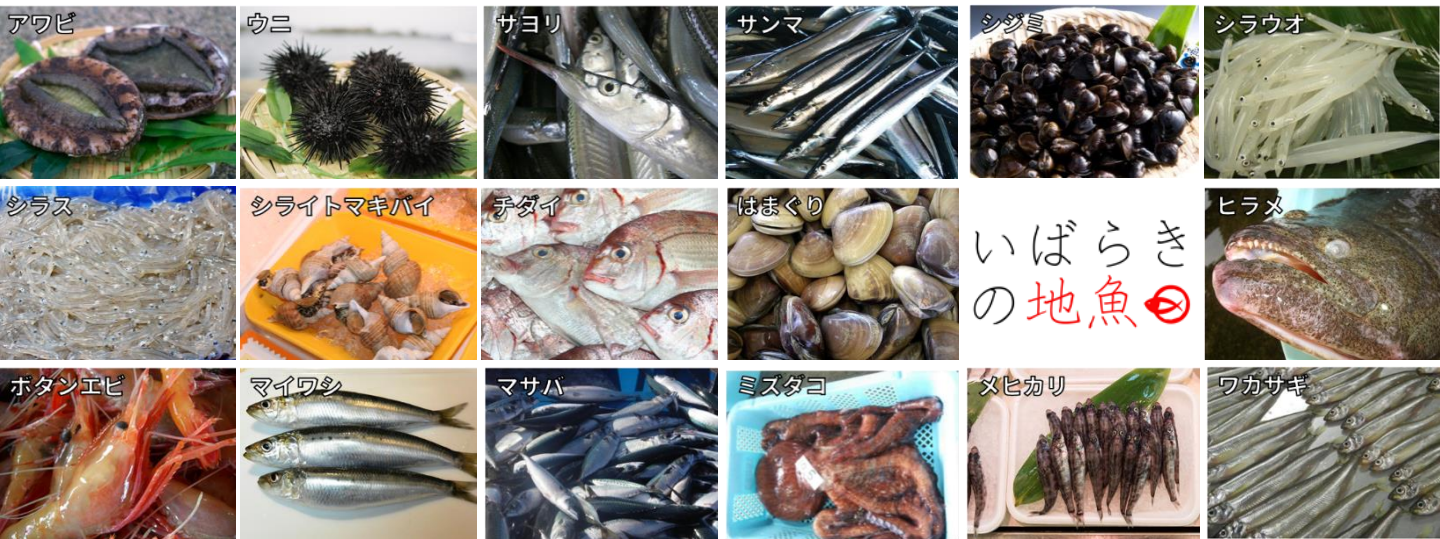 アワビ
ウニ
サヨリ
サンマ
シジミ
シラウオ
シラス
シライトマキバイ
チダイ
はまぐり
いばらき
の地魚
ヒラメ
ボタンエビ
マイワシ
マサバ
ミズダコ
メヒカリ
ワカサギ